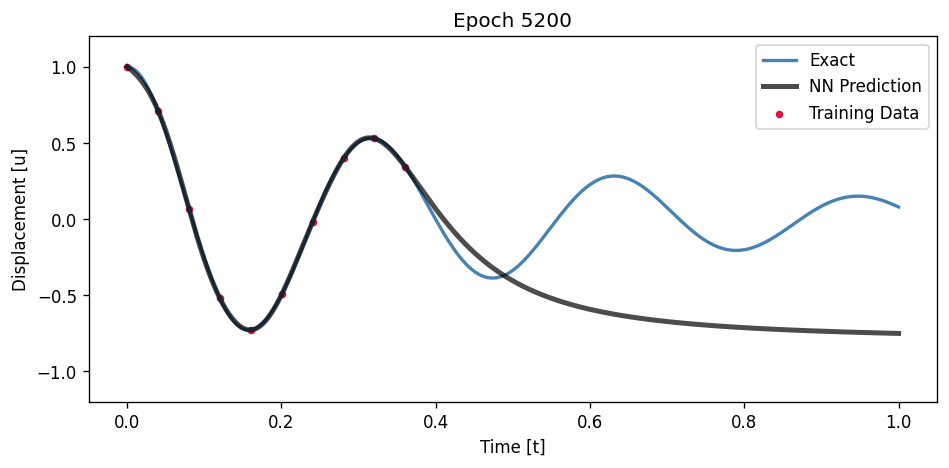 Epoch 5200
Exact
NN Prediction
Training Data
Displacement [u]
1.0
0.5
0.0
−0.5
−1.0
0.0 0.2 0.4 0.6 0.8 1.0
Time [t]